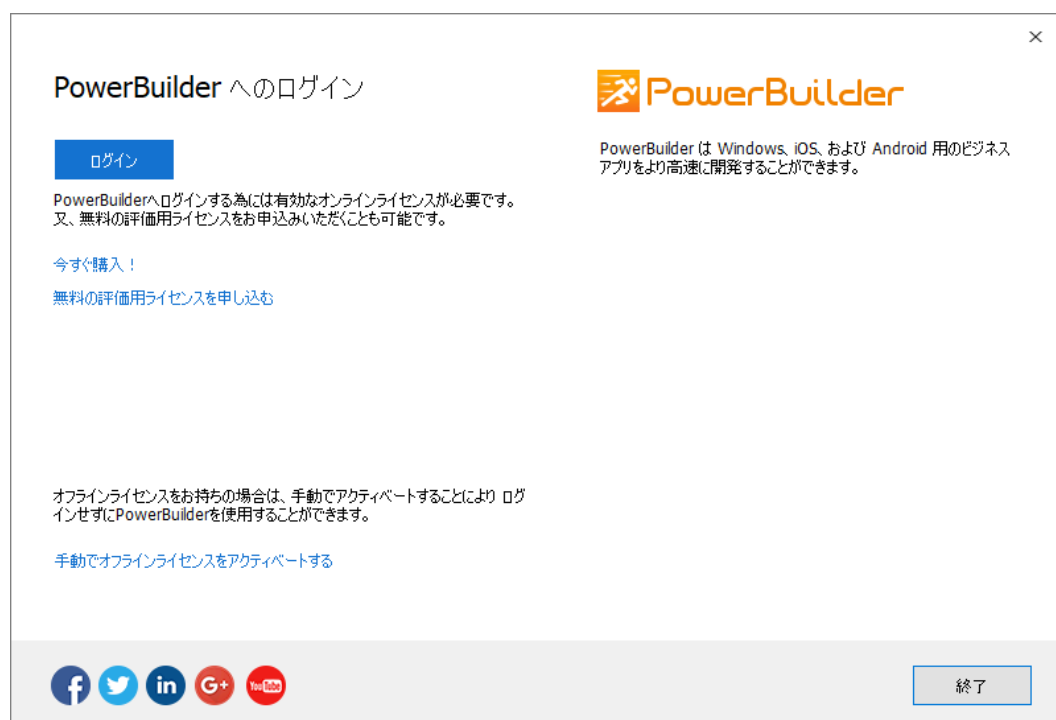 PowerBuilder へのログイン
ログイン
PowerBuilderへログインする為には有効なオンラインライセンスが必要です。
又、無料の評価用ライセンスをお申込みいただくことも可能です。
今すぐ購入！
無料の評価用ライセンスを申し込む
オフラインライセンスをお持ちの場合は、手動でアクティベートすることにより ログ
インせずにPowerBuilderを使用することができます。
手動でオフラインライセンスをアクティベートする
PowerBuilder
PowerBuilder は Windows、iOS、および Android 用のビジネス
アプリをより高速に開発することができます。
f
in
G+
YouTube
終了